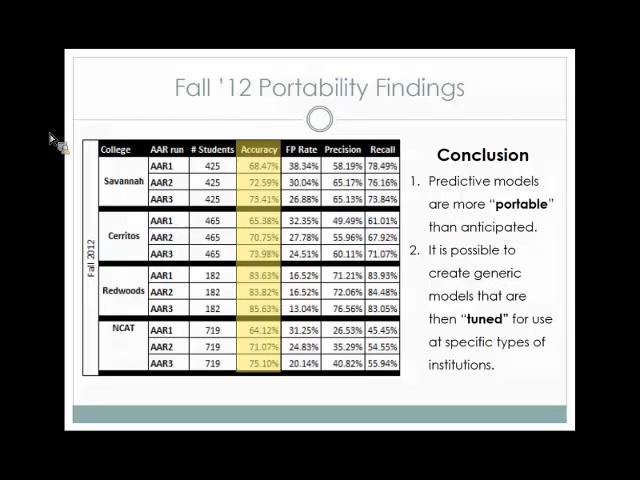 Fall ’12 Portability Findings
College AAR run # Students Accuracy FP Rate Precision Recall
Fall 2012
Savannah
AAR1 425 68.47% 38.34% 58.19% 78.49%
AAR2 425 72.59% 30.04% 65.17% 76.16%
AAR3 425 73.41% 26.88% 65.13% 73.84%
Cerritos
AAR1 465 65.38% 32.35% 49.49% 61.01%
AAR2 465 70.75% 27.78% 55.96% 67.92%
AAR3 465 73.98% 24.51% 60.11% 71.07%
Redwoods
AAR1 182 83.63% 16.52% 71.21% 83.93%
AAR2 182 83.82% 16.52% 72.06% 84.48%
AAR3 182 85.63% 13.04% 76.56% 83.05%
NCAT
AAR1 719 64.12% 31.25% 26.53% 45.45%
AAR2 719 71.07% 24.83% 35.29% 54.55%
AAR3 719 75.10% 20.14% 40.82% 55.94%
Conclusion
1. Predictive models
are more “portable”
than anticipated.
2. It is possible to
create generic
models that are
then “tuned” for use
at specific types of
institutions.